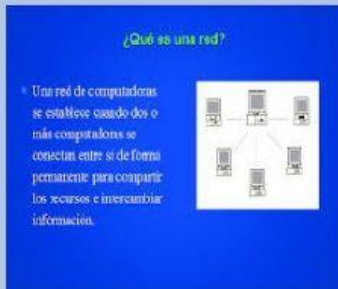 ¿Qué es una red?
Una red de computadoras
se establece cuando dos o
más computadoras se
conectan entre si de forma
permanente para compartir
los recursos e intercambiar
información.